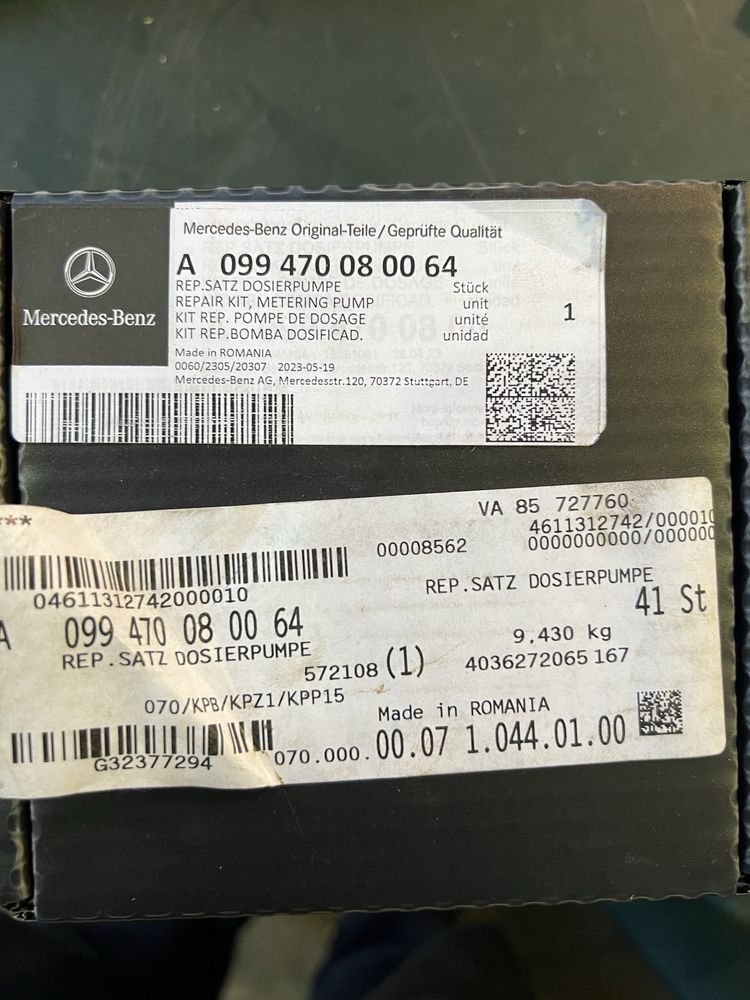 Mercedes-Benz Original-Teile/Geprüfte Qualität
A 099 470 08 00 64
REP.SATZ DOSIERPUMPE Stück
REPAIR KIT, METERING PUMP unit
KIT REP. POMPE DE DOSAGE unité
KIT REP.BOMBA DOSIFICAD. unidad
1
Mercedes-Benz
Made in ROMANIA
0060/2305/20307 2023-05-19
Mercedes-Benz AG, Mercedesstr.120, 70372 Stuttgart, DE
***
VA 85 727760
00008562
4611312742/000010
0000000000/000000
04611312742000010
REP.SATZ DOSIERPUMPE
A 099 470 08 00 64
41 St
REP.SATZ DOSIERPUMPE
9,430 kg
572108 (1)
4036272065167
070/KPB/KPZ1/KPP15
Made in ROMANIA
G32377294
070.000.00.07 1.044.01.00